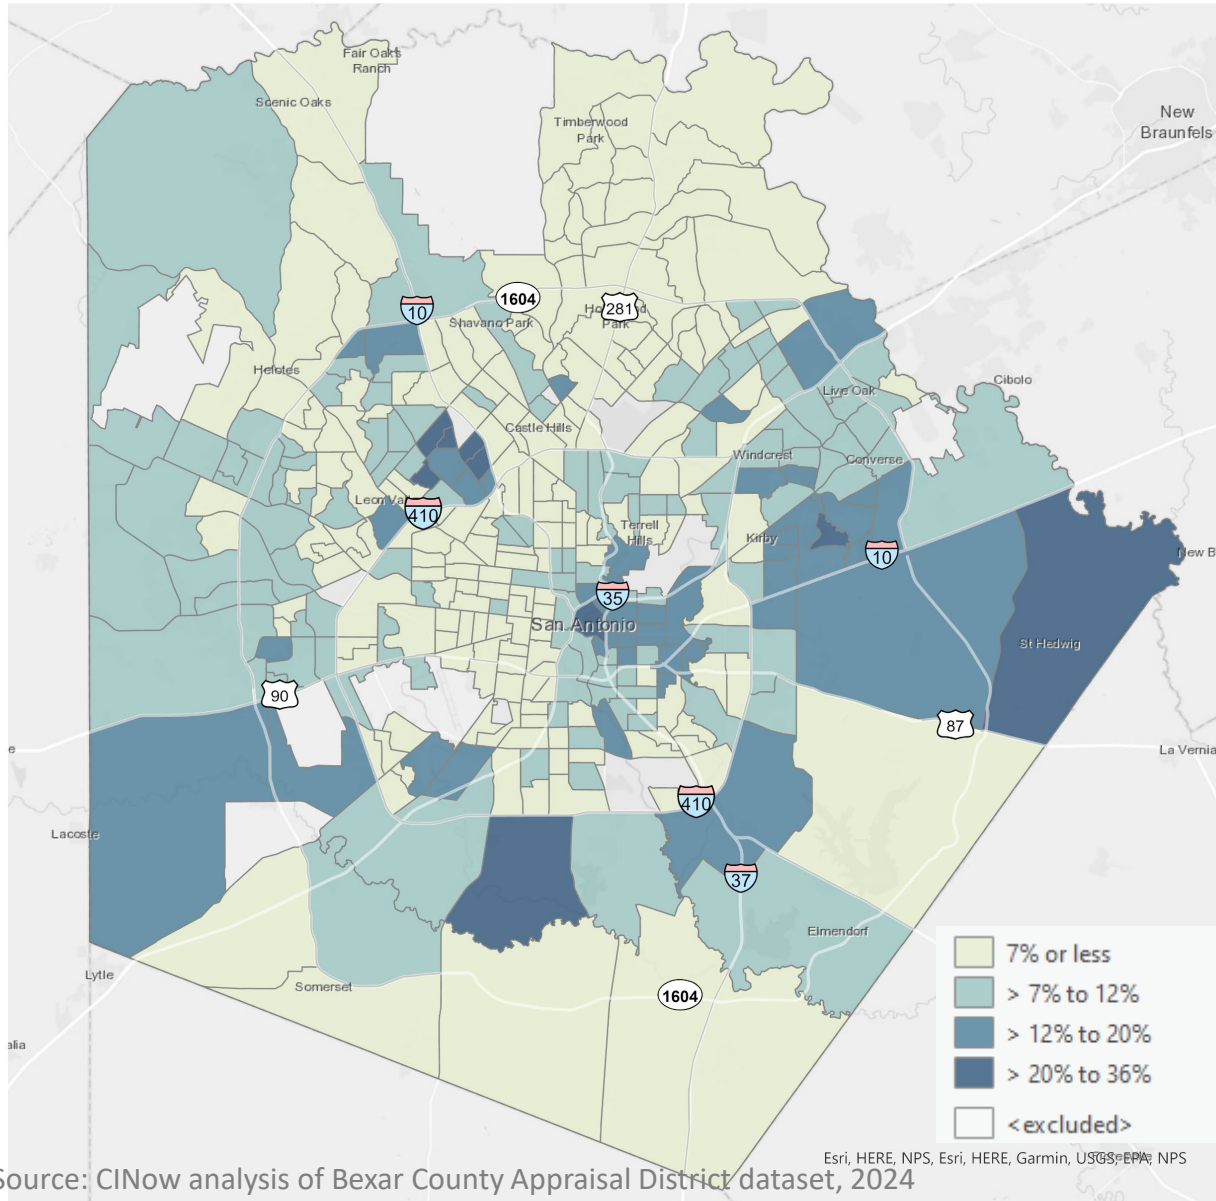 Fair Oaks
Ranch
Scenic Oaks
New
Braunfels
Timberwood
Park
10
1604
281
Shavano Park
Park
Helotes
Live Oak
Cibolo
Castle Hills
Windcrest
Converse
Leon
410
Terrell
Hills
Kirby
10
New B
35
San Antonio
St Hedwig
90
87
e
La Vernia
410
Lacoste
37
Elmendorf
Lytle
Somerset
1604
alia
7% or less
> 7% to 12%
> 12% to 20%
> 20% to 36%
<excluded>
Esri, HERE, NPS, Esri, HERE, Garmin, USGS, EPA, NPS
Source: CINow analysis of Bexar County Appraisal District dataset, 2024